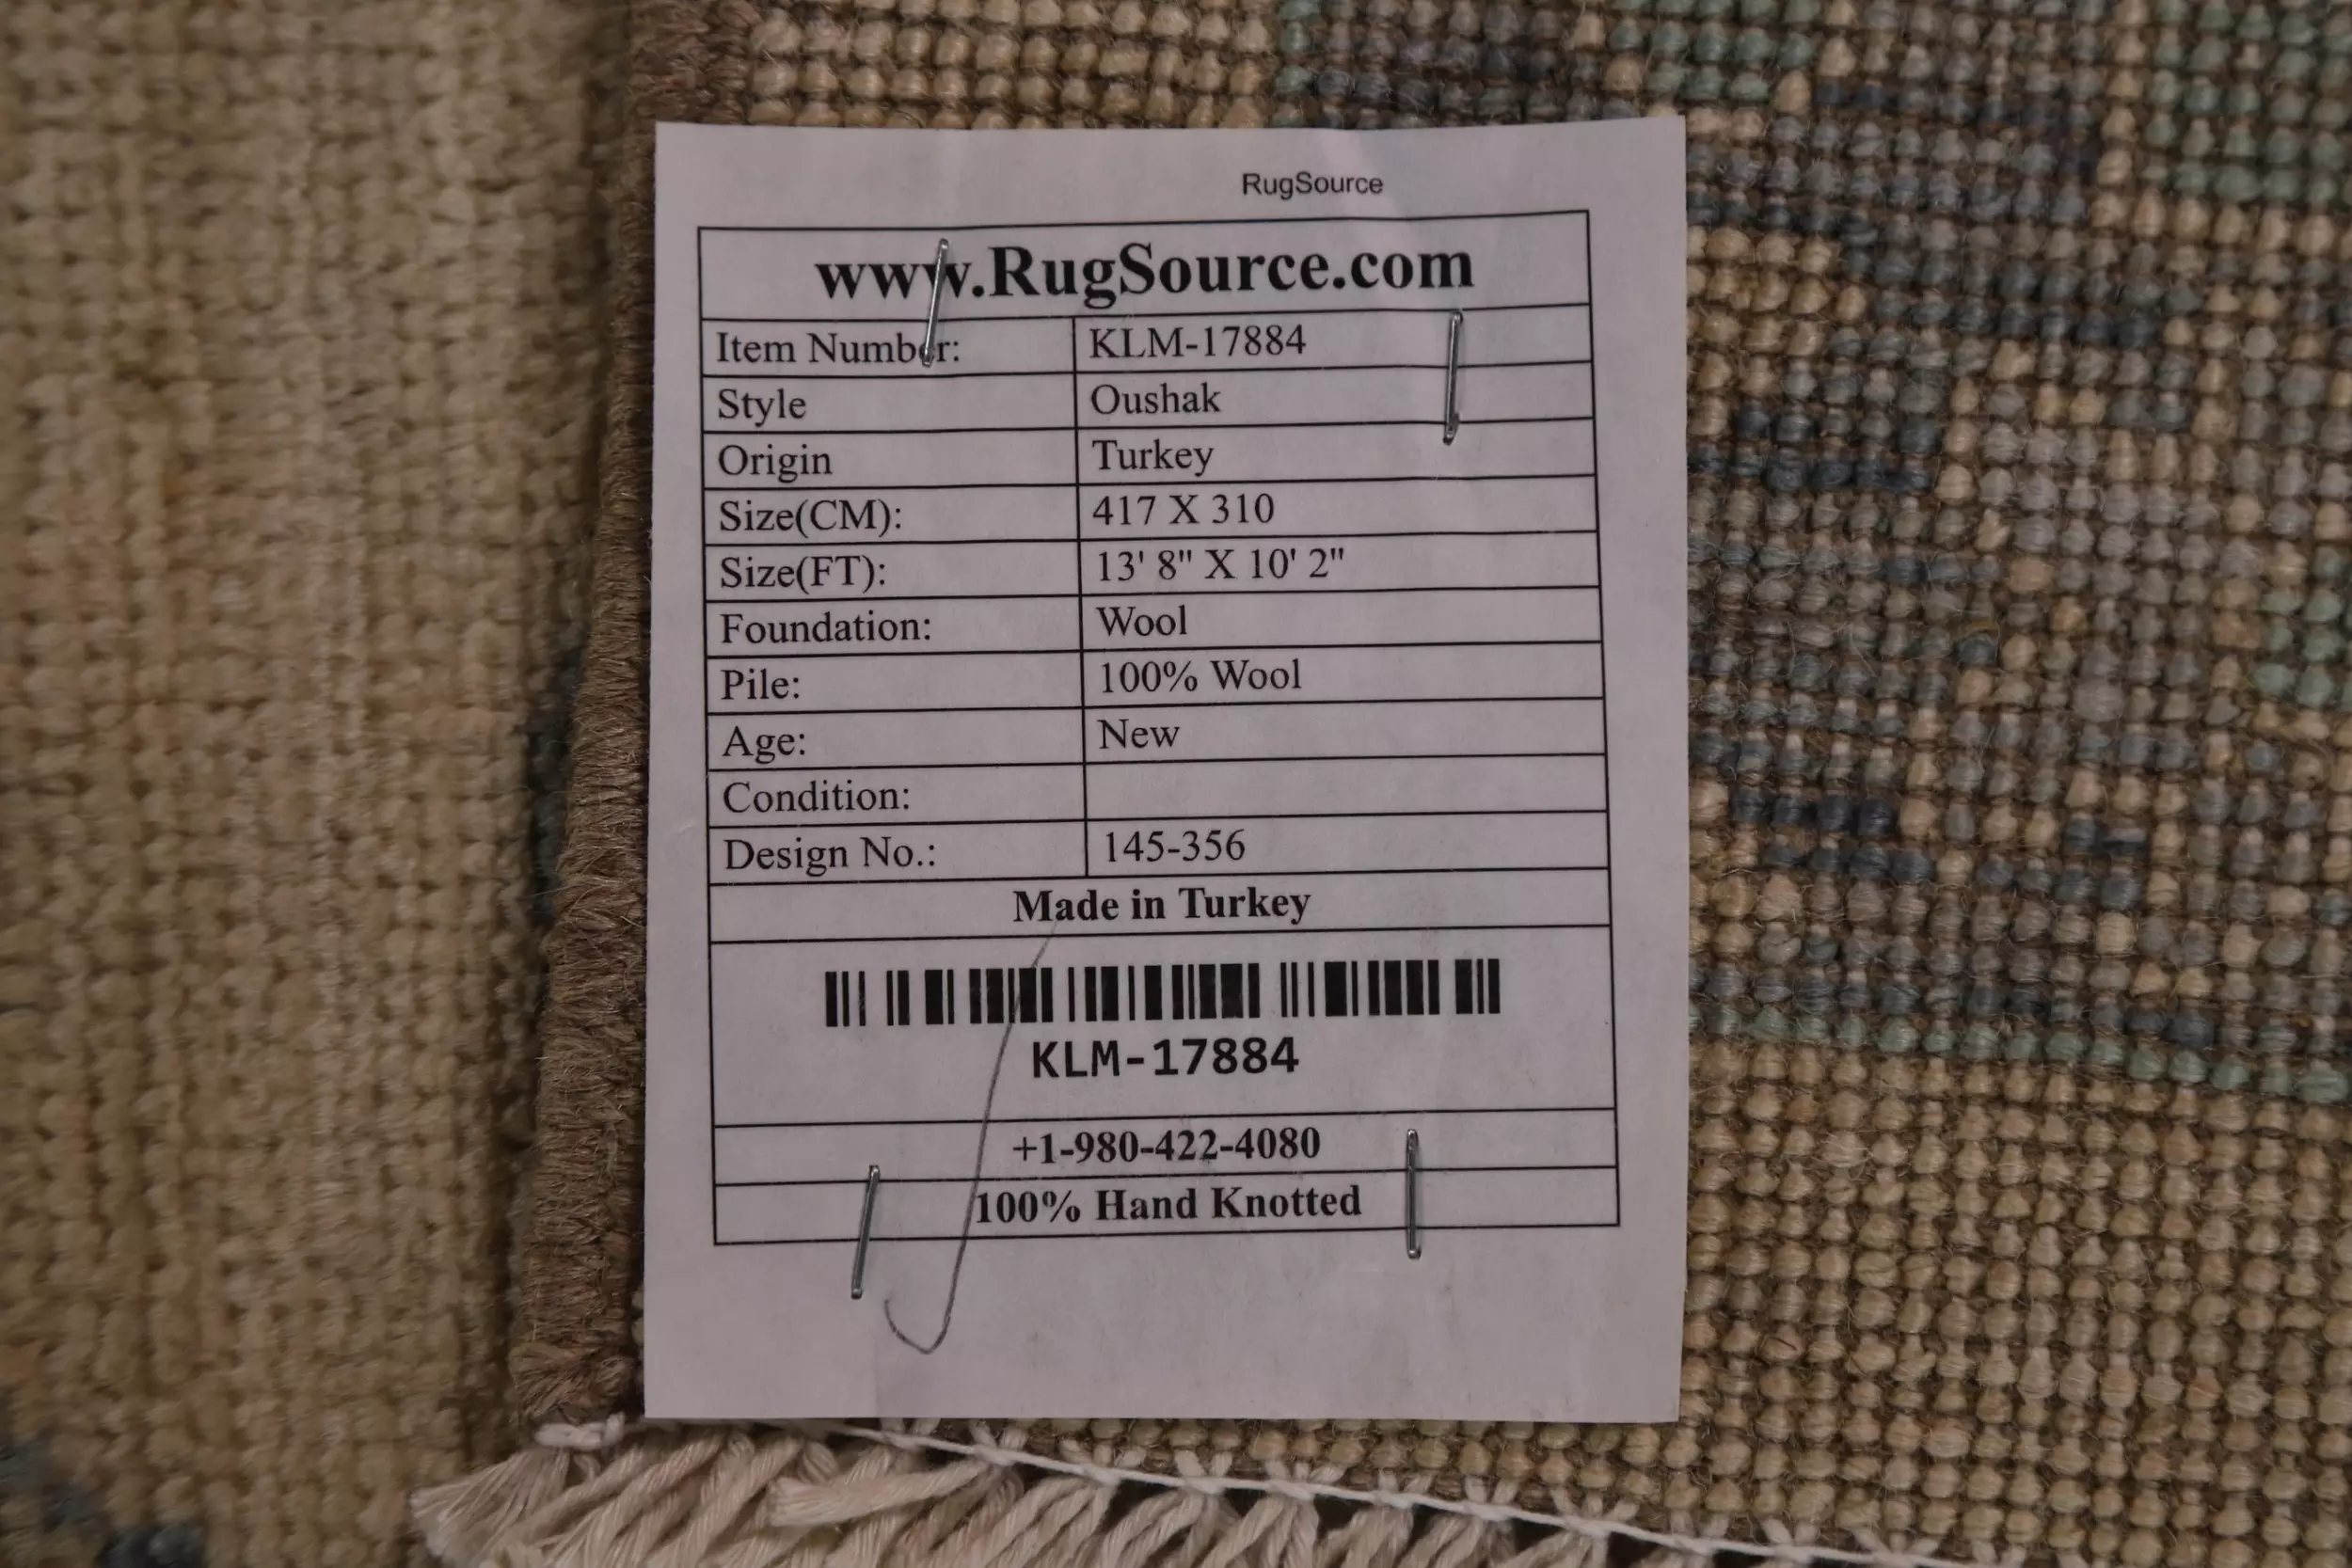 RugSource
www.RugSource.com
Item Number: KLM-17884
Style Oushak
Origin Turkey
Size(CM): 417 X 310
Size(FT): 13' 8" X 10' 2"
Foundation: Wool
Pile: 100% Wool
Age: New
Condition:
Design No.: 145-356
Made in Turkey
KLM-17884
+1-980-422-4080
100% Hand Knotted